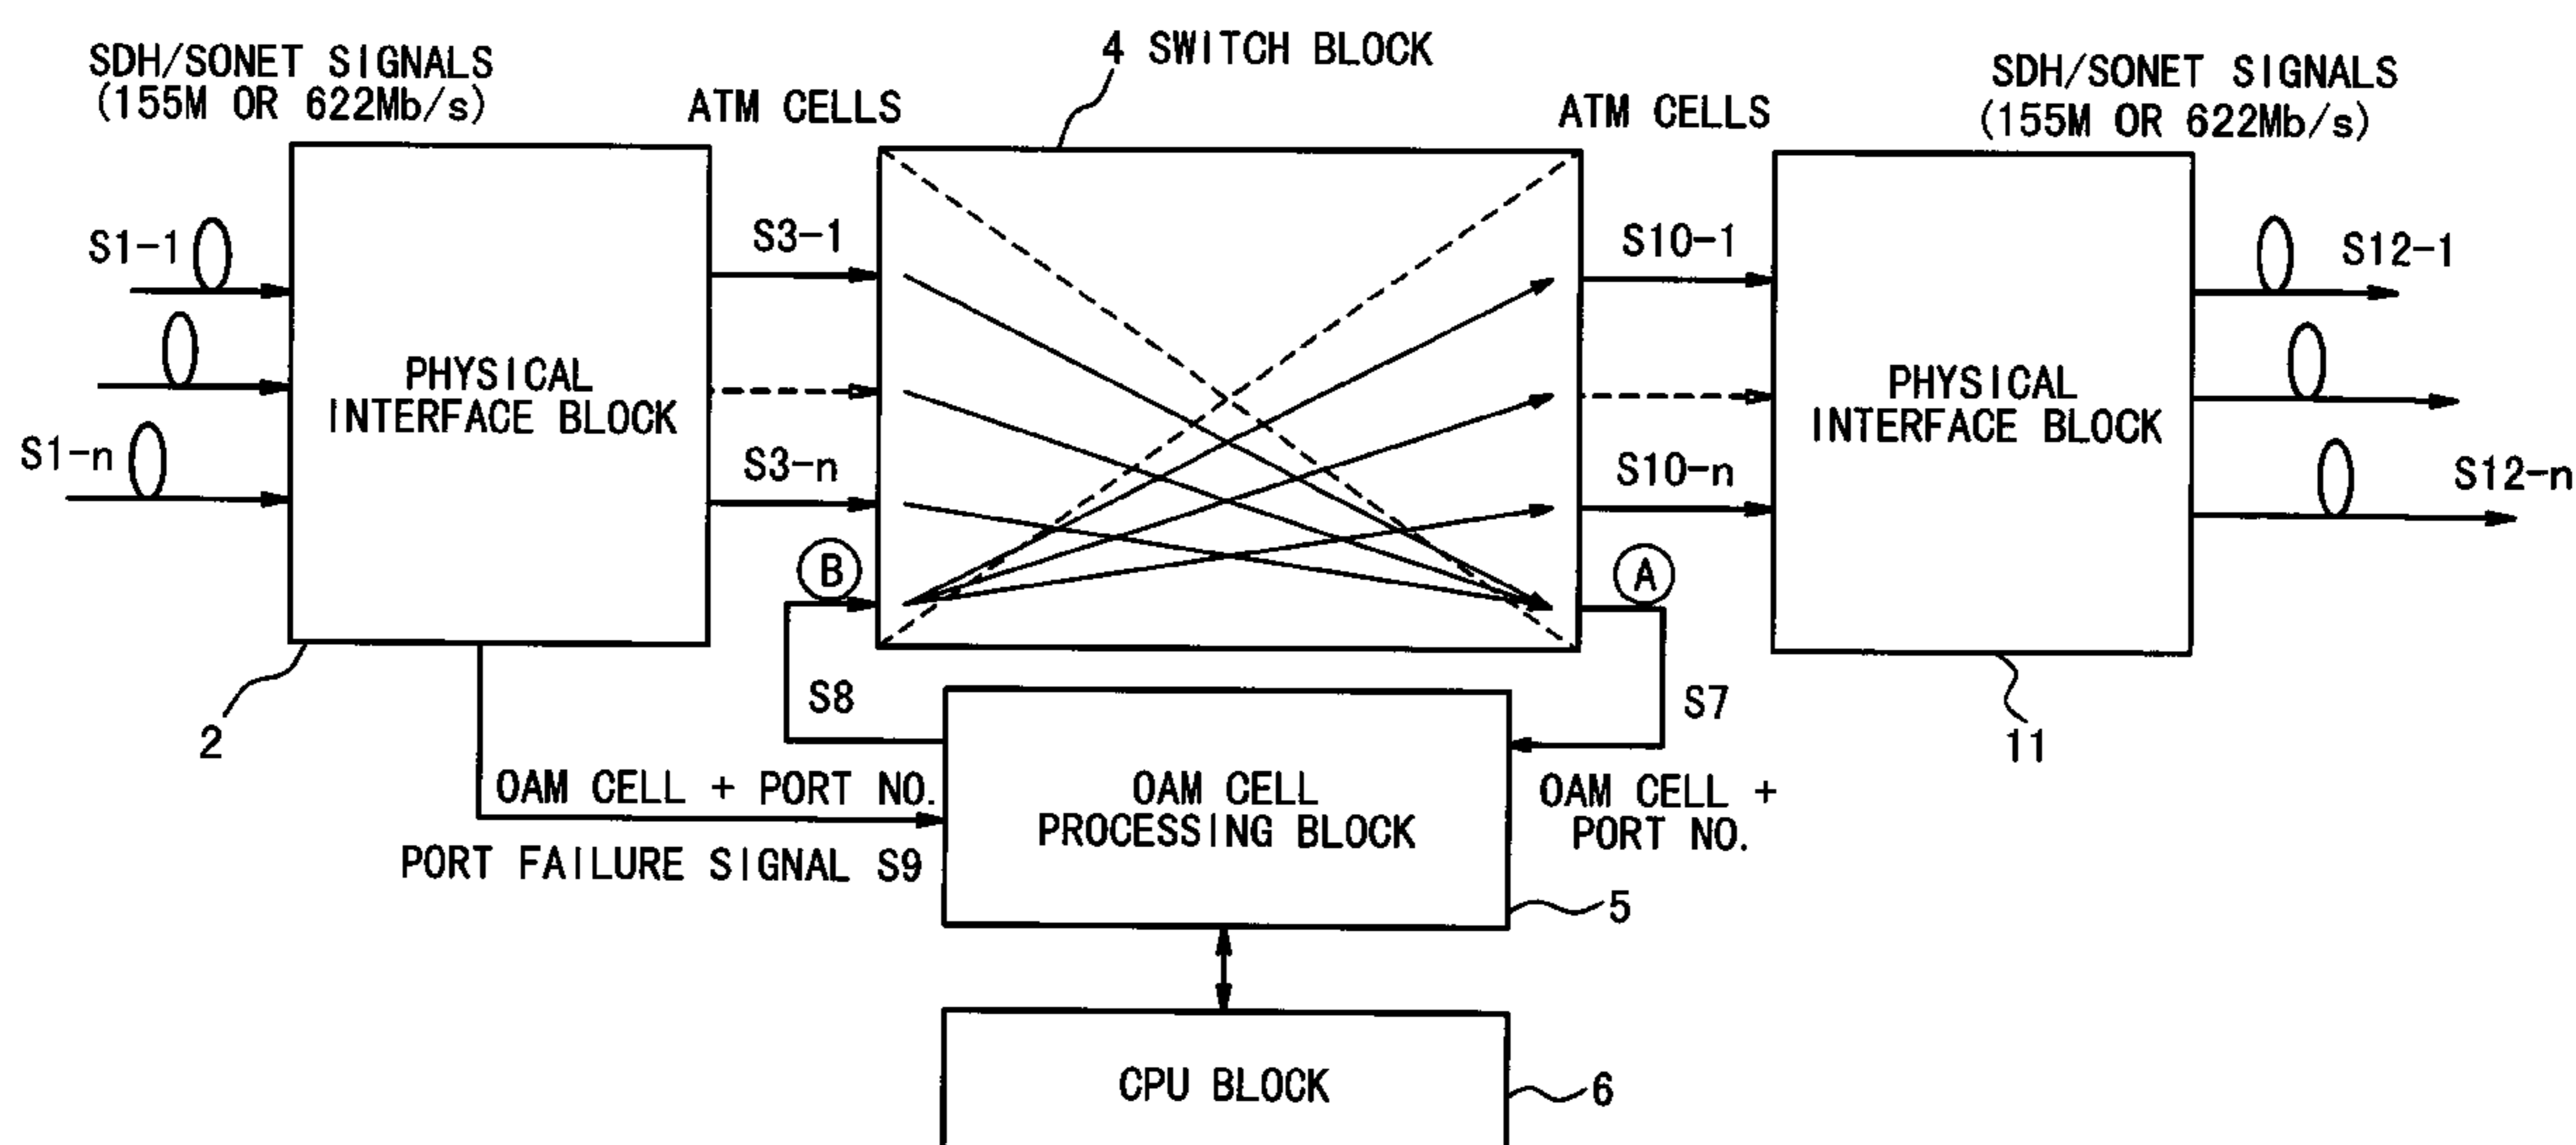 SDH/SONET SIGNALS
(155M OR 622Mb/s)
ATM CELLS
4 SWITCH BLOCK
ATM CELLS
SDH/SONET SIGNALS
(155M OR 622Mb/s)
S1-1
S1-n
PHYSICAL
INTERFACE BLOCK
2
S3-1
S3-n
B
A
S10-1
S10-n
PHYSICAL
INTERFACE BLOCK
11
S12-1
S12-n
S8
S7
OAM CELL + PORT NO.
PORT FAILURE SIGNAL S9
OAM CELL
PROCESSING BLOCK
5
OAM CELL +
PORT NO.
CPU BLOCK
6